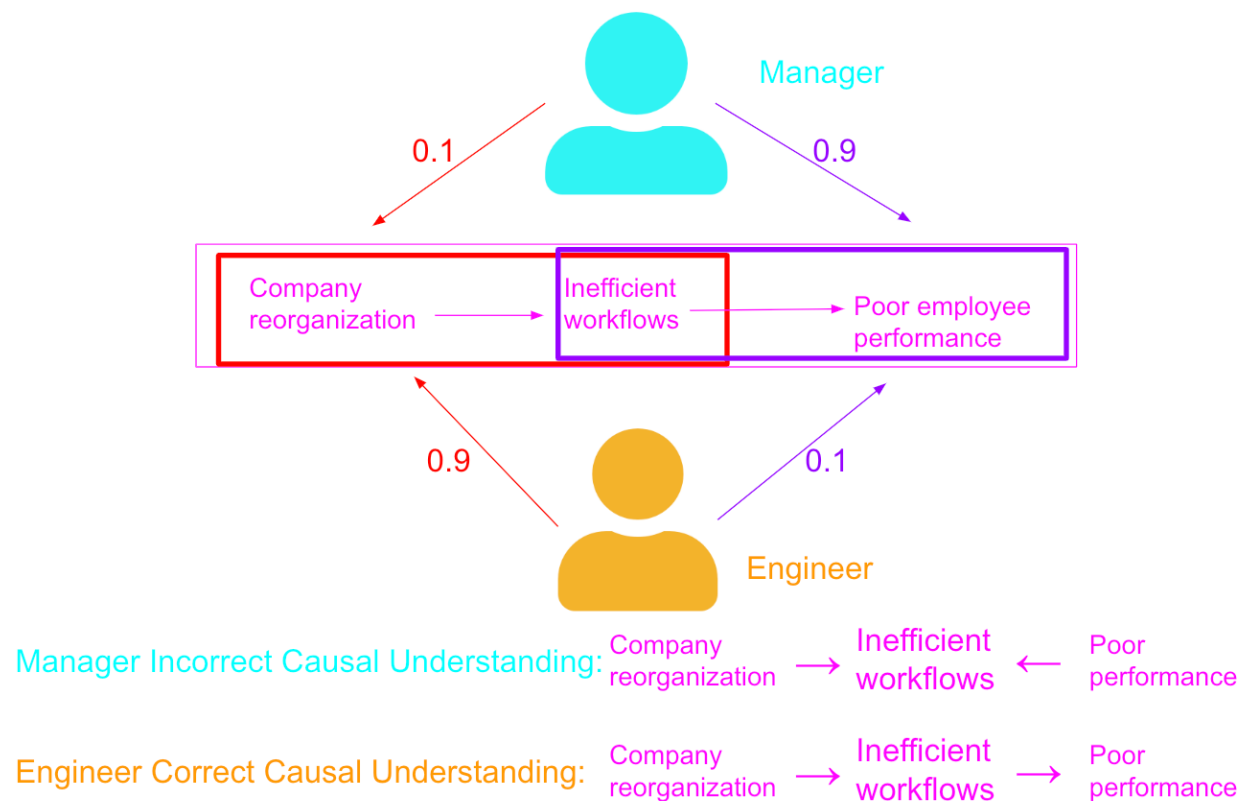 Manager
0.1
0.9
Company
reorganization
Inefficient
workflows
Poor employee
performance
0.9
0.1
Engineer
Manager Incorrect Causal Understanding:
Company
reorganization
→
Inefficient
workflows
←
Poor
performance
Engineer Correct Causal Understanding:
Company
reorganization
→
Inefficient
workflows
→
Poor
performance